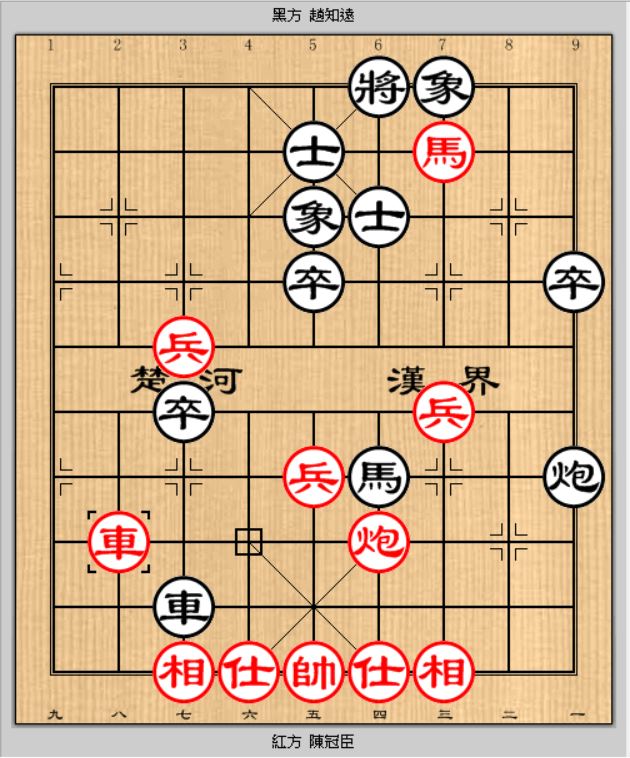 黑方 趙知遠
1 2 3 4 5 6 7 8 9
將 象
士 馬
象 士
卒 卒
兵
楚 河 漢 界
卒 兵
兵 馬 炮
車 炮
車
相 仕 帥 仕 相
九 八 七 六 五 四 三 二 一
紅方 陳冠臣